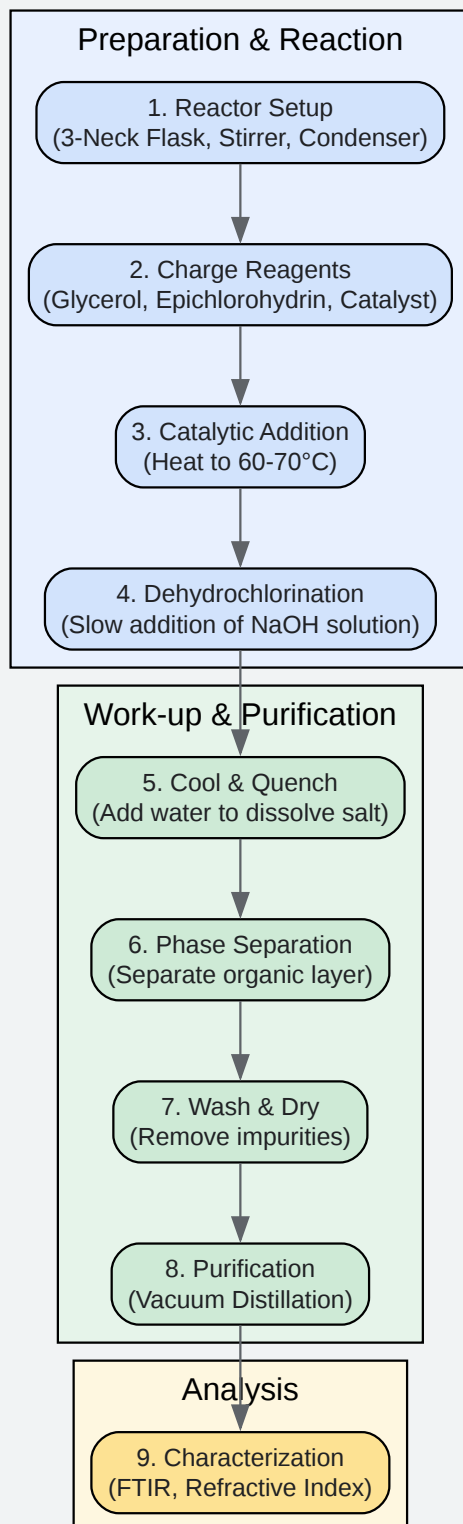 Preparation & Reaction
1. Reactor Setup
(3-Neck Flask, Stirrer, Condenser)
2. Charge Reagents
(Glycerol, Epichlorohydrin, Catalyst)
3. Catalytic Addition
(Heat to 60-70°C)
4. Dehydrochlorination
(Slow addition of NaOH solution)
Work-up & Purification
5. Cool & Quench
(Add water to dissolve salt)
6. Phase Separation
(Separate organic layer)
7. Wash & Dry
(Remove impurities)
8. Purification
(Vacuum Distillation)
Analysis
9. Characterization
(FTIR, Refractive Index)